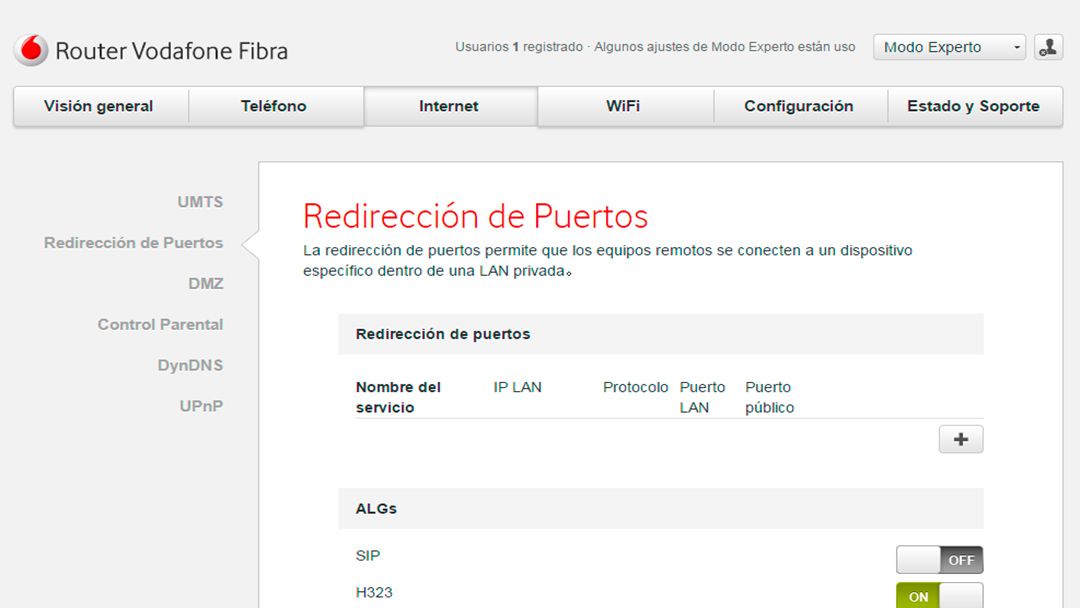 Router Vodafone Fibra
Usuarios 1 registrado · Algunos ajustes de Modo Experto están uso
Modo Experto
Visión general
Teléfono
Internet
WiFi
Configuración
Estado y Soporte
UMTS
Redirección de Puertos
DMZ
Control Parental
DynDNS
UPnP
Redirección de Puertos
La redirección de puertos permite que los equipos remotos se conecten a un dispositivo
específico dentro de una LAN privada。
Redirección de puertos
Nombre del
servicio
IP LAN
Protocolo
Puerto
LAN
Puerto
público
+
ALGs
SIP
OFF
H323
ON